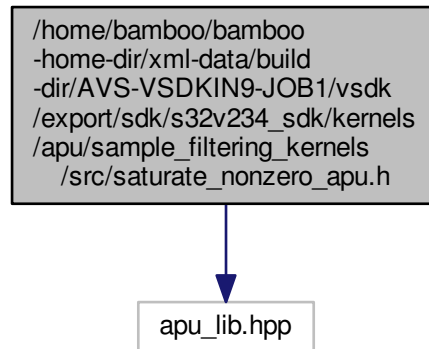 /home/bamboo/bamboo
-home-dir/xml-data/build
-dir/AVS-VSDKIN9-JOB1/vsdk
/export/sdk/s32v234_sdk/kernels
/apu/sample_filtering_kernels
/src/saturate_nonzero_apu.h
apu_lib.hpp